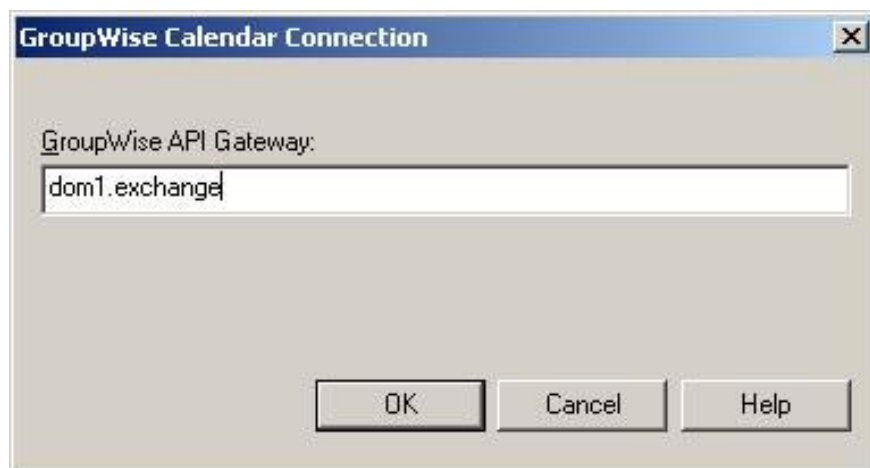 GroupWise Calendar Connection
GroupWise API Gateway:
dom1.exchange
OK Cancel Help